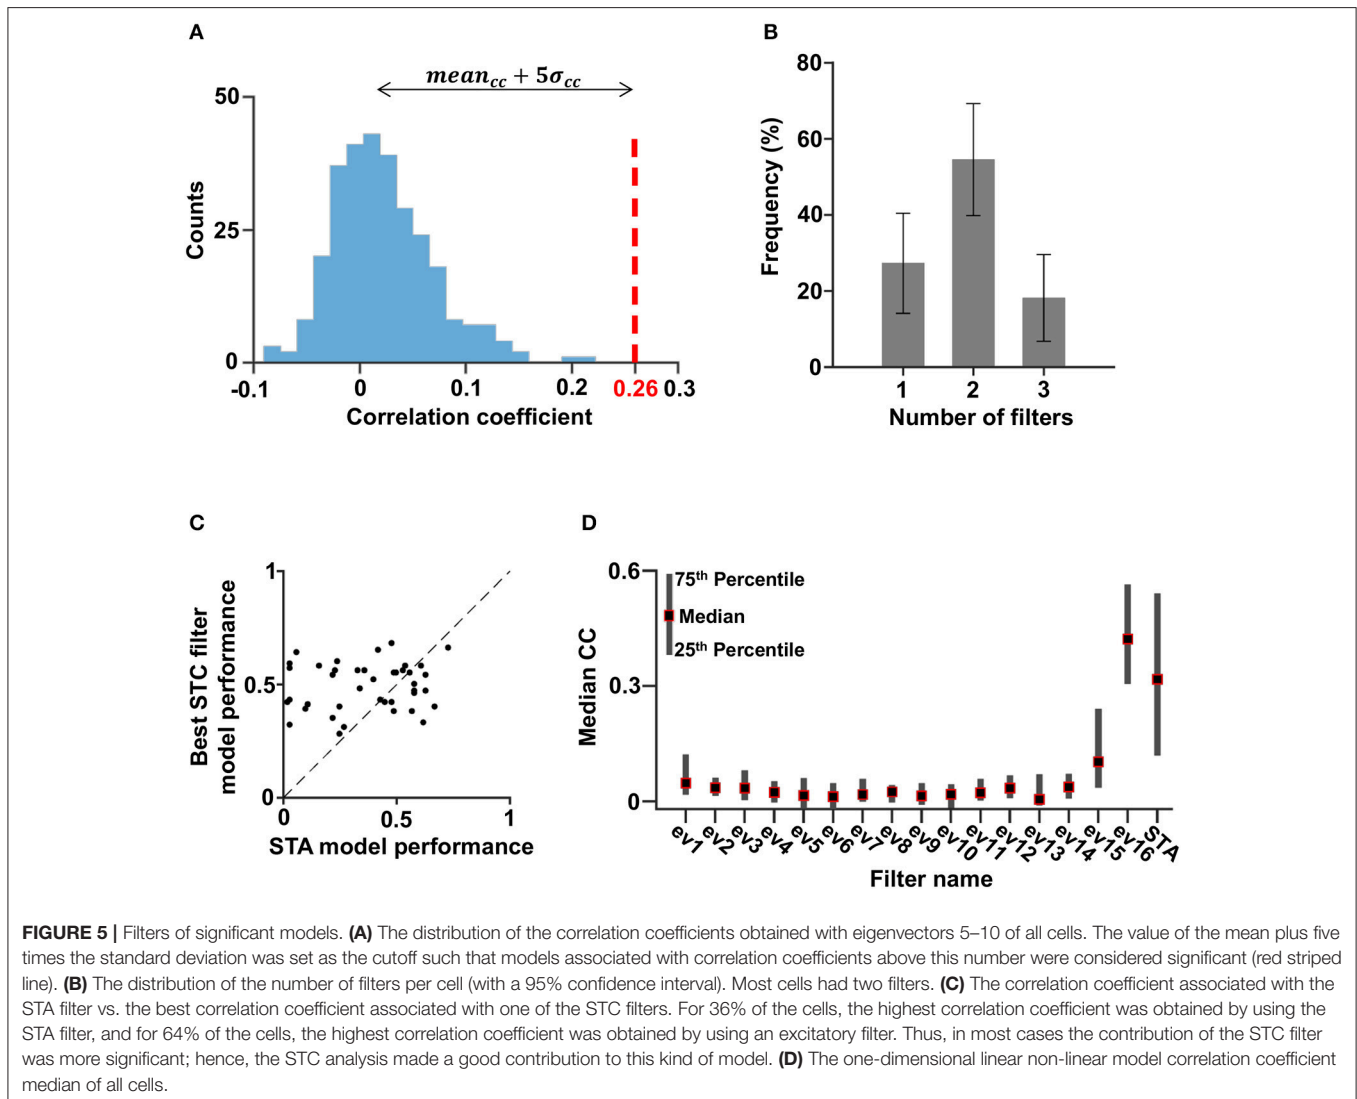 A
mean_cc + 5σ_cc
50
25
0
Counts
-0.1
0
0.1
0.2
0.26
0.3
Correlation coefficient
B
80
60
40
20
0
Frequency (%)
1
2
3
Number of filters
C
1
0.5
0
Best STC filter
model performance
0
0.5
1
STA model performance
D
0.6
0.3
0
Median CC
75th Percentile
Median
25th Percentile
ev1
ev2
ev3
ev4
ev5
ev6
ev7
ev8
ev9
ev10
ev11
ev12
ev13
ev14
ev15
ev16
STA
Filter name
FIGURE 5 | Filters of significant models. (A) The distribution of the correlation coefficients obtained with eigenvectors 5–10 of all cells. The value of the mean plus five
times the standard deviation was set as the cutoff such that models associated with correlation coefficients above this number were considered significant (red striped
line). (B) The distribution of the number of filters per cell (with a 95% confidence interval). Most cells had two filters. (C) The correlation coefficient associated with the
STA filter vs. the best correlation coefficient associated with one of the STC filters. For 36% of the cells, the highest correlation coefficient was obtained by using the
STA filter, and for 64% of the cells, the highest correlation coefficient was obtained by using an excitatory filter. Thus, in most cases the contribution of the STC filter
was more significant; hence, the STC analysis made a good contribution to this kind of model. (D) The one-dimensional linear non-linear model correlation coefficient
median of all cells.